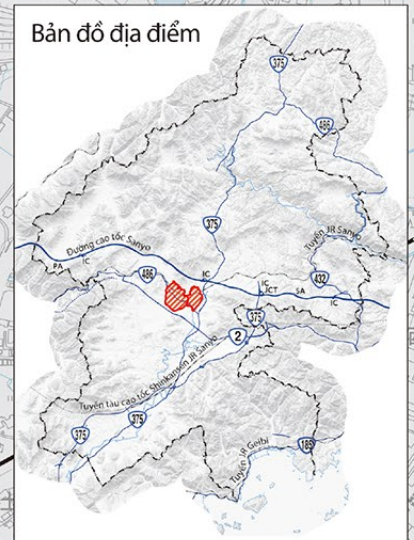 Bản đồ địa điểm
375
486
375
Tuyến JR Sanyo
Đường cao tốc Sanyo
PA
IC
486
IC
432
IC
JCT
SA
IC
375
2
Tuyến tàu cao tốc Shinkansen JR Sanyo
375
375
185
Tuyến JR Geibi